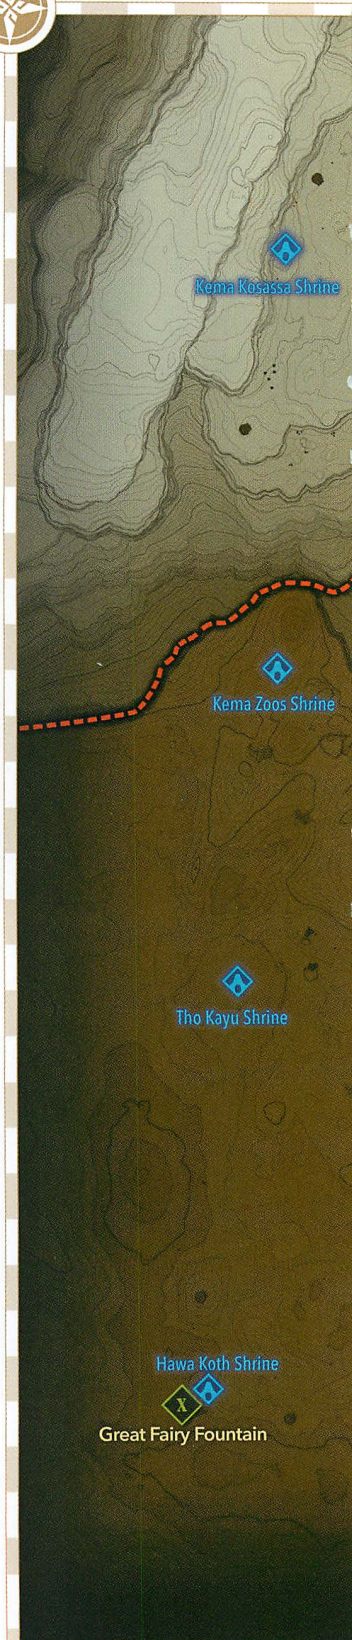 Kema Kosassa Shrine
Kema Zoos Shrine
Tho Kayu Shrine
Hawa Koth Shrine
X
Great Fairy Fountain